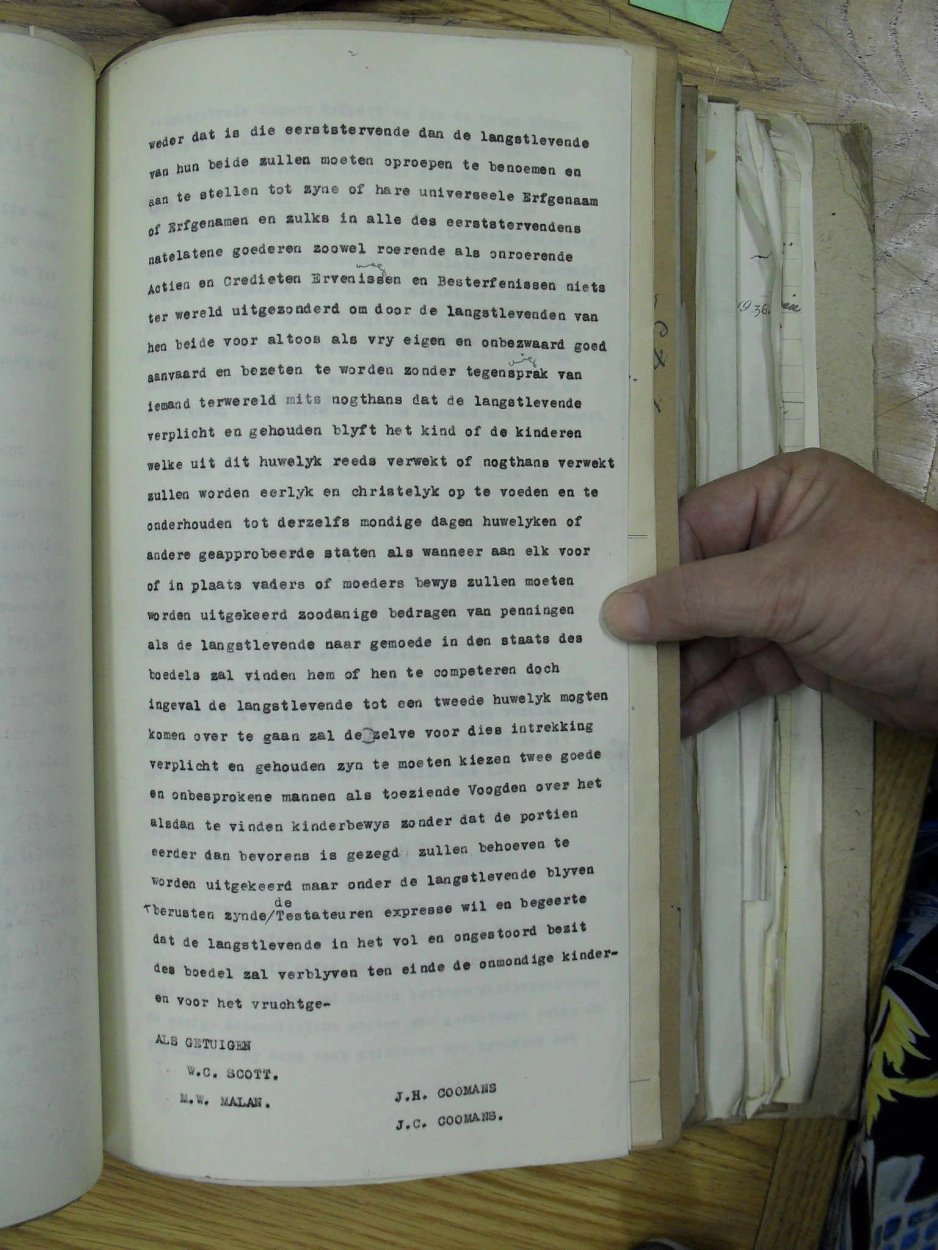 weder dat is die eerststervende dan de langstlevende
van hun beide zullen moeten oproepen te benoemen en
aan te stellen tot zyne of hare universeele Erfgenaam
of Erfgenamen en zulks in alle des eerststervendens
natelatene goederen zoowel roerende als onroerende
Actien en Credieten Ervenissen en Besterfenissen niets
ter wereld uitgezonderd om door de langstlevenden van
hen beide voor altoos als vry eigen en onbezwaard goed
aanvaard en bezeten te worden zonder tegensprak van
iemand terwereld mits nogthans dat de langstlevende
verplicht en gehouden blyft het kind of de kinderen
welke uit dit huwelyk reeds verwekt of nogthans verwekt
zullen worden eerlyk en christelyk op te voeden en te
onderhouden tot derzelfs mondige dagen huwelyken of
andere geapprobeerde staten als wanneer aan elk voor
of in plaats vaders of moeders bewys zullen moeten
worden uitgekeerd zoodanige bedragen van penningen
als de langstlevende naar gemoede in den staats des
boedels zal vinden hem of hen te competeren doch
ingeval de langstlevende tot een tweede huwelyk mogten
komen over te gaan zal de zelve voor dies intrekking
verplicht en gehouden zyn te moeten kiezen twee goede
en onbesprokene mannen als toeziende Voogden over het
alsdan te vinden kinderbewys zonder dat de portien
eerder dan bevorens is gezegd zullen behoeven te
worden uitgekeerd maar onder de langstlevende blyven
de
berusten zynde/Testateuren expresse wil en begeerte
dat de langstlevende in het vol en ongestoord bezit
des boedel zal verblyven ten einde de onmondige kinder-
en voor het vruchtge-
ALS GETUIGEN
W.C. SCOTT.
M.W. MALAN.
J.H. COOMANS
J.C. COOMANS.
1936